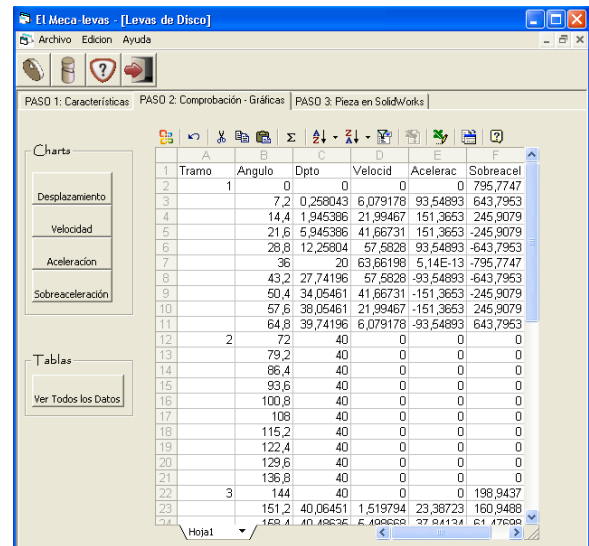 El Meca-levas - [Levas de Disco]
Archivo Edicion Ayuda
PASO 1: Características PASO 2: Comprobación - Gráficas PASO 3: Pieza en SolidWorks
Charts
Desplazamiento
Velocidad
Aceleracíon
Sobreaceleración
Tablas
Ver Todos los Datos
A B C D E F
1 Tramo Angulo Dpto Velocid Acelerac Sobreacel
2 1 0 0 0 0 795,7747
3 7,2 0,258043 6,079178 93,54893 643,7953
4 14,4 1,945386 21,99467 151,3653 245,9079
5 21,6 5,945386 41,66731 151,3653 -245,9079
6 28,8 12,25804 57,5828 93,54893 -643,7953
7 36 20 63,66198 5,14E-13 -795,7747
8 43,2 27,74196 57,5828 -93,54893 -643,7953
9 50,4 34,05461 41,66731 -151,3653 -245,9079
10 57,6 38,05461 21,99467 -151,3653 245,9079
11 64,8 39,74196 6,079178 -93,54893 643,7953
12 2 72 40 0 0 0
13 79,2 40 0 0 0
14 86,4 40 0 0 0
15 93,6 40 0 0 0
16 100,8 40 0 0 0
17 108 40 0 0 0
18 115,2 40 0 0 0
19 122,4 40 0 0 0
20 129,6 40 0 0 0
21 136,8 40 0 0 0
22 3 144 40 0 0 198,9437
23 151,2 40,06451 1,519794 23,38723 160,9488
24 158,4 40,48635 5,498668 37,84134 61,47698
Hoja1